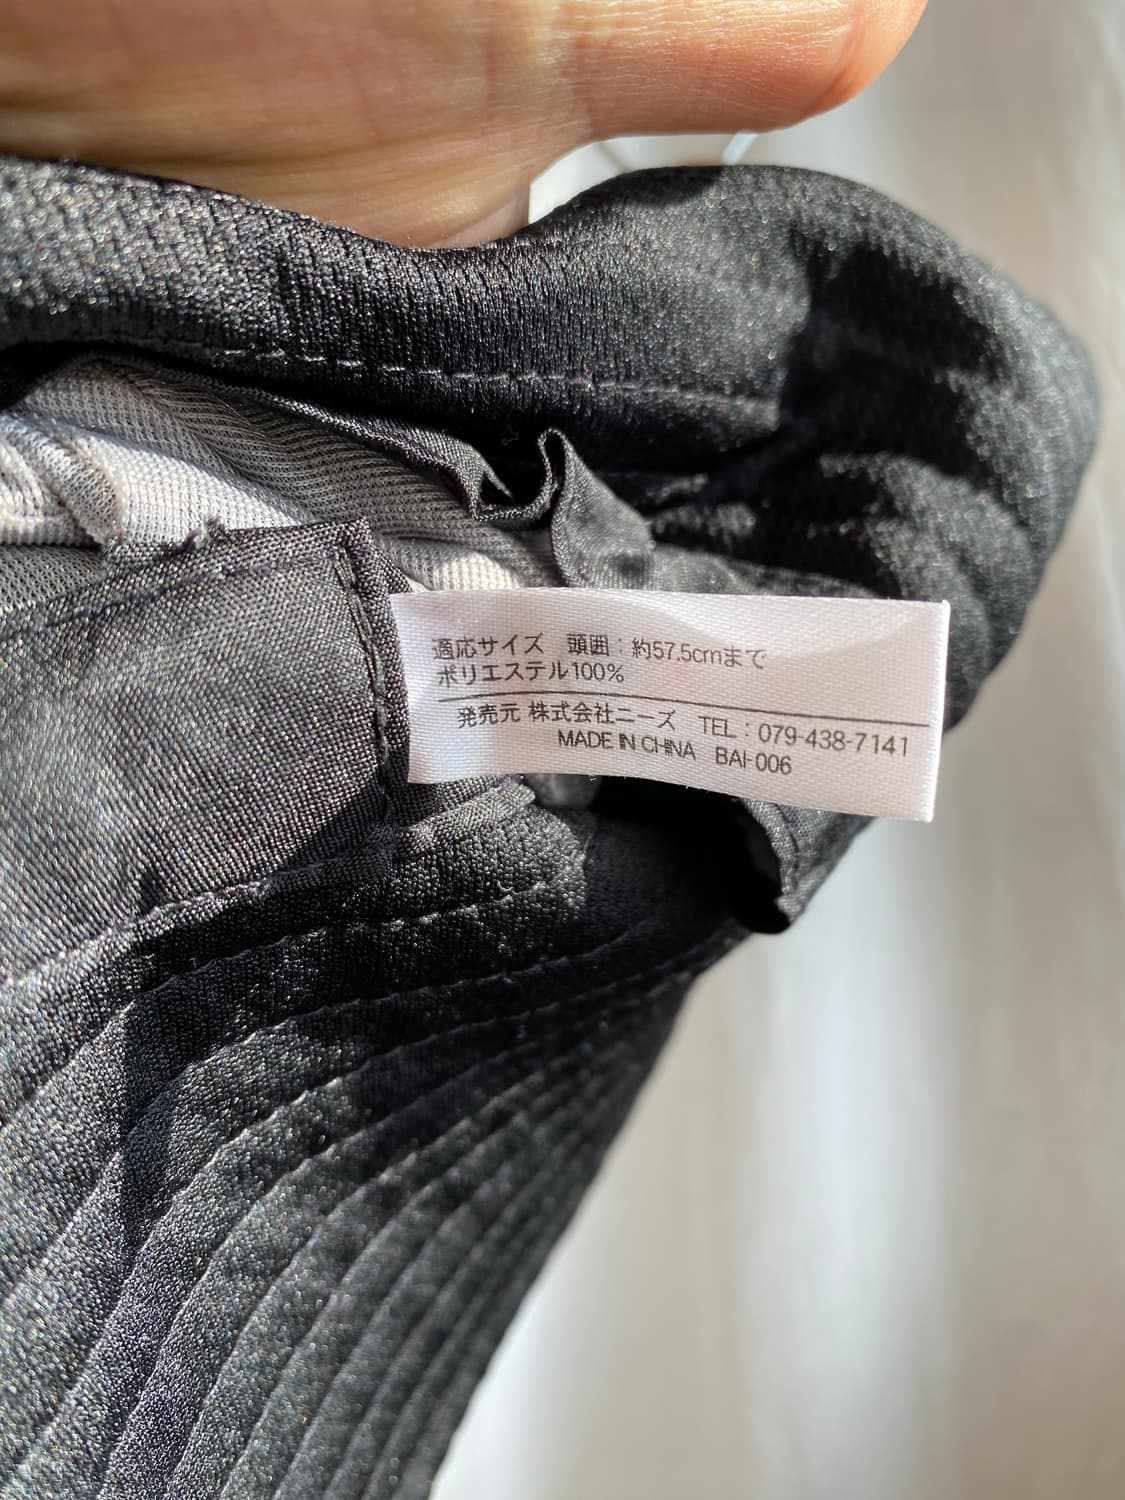 適応サイズ 頭囲:約57.5cmまで
ポリエステル100%
発売元 株式会社ニーズ TEL:079-438-7141
MADE IN CHINA BAI-006